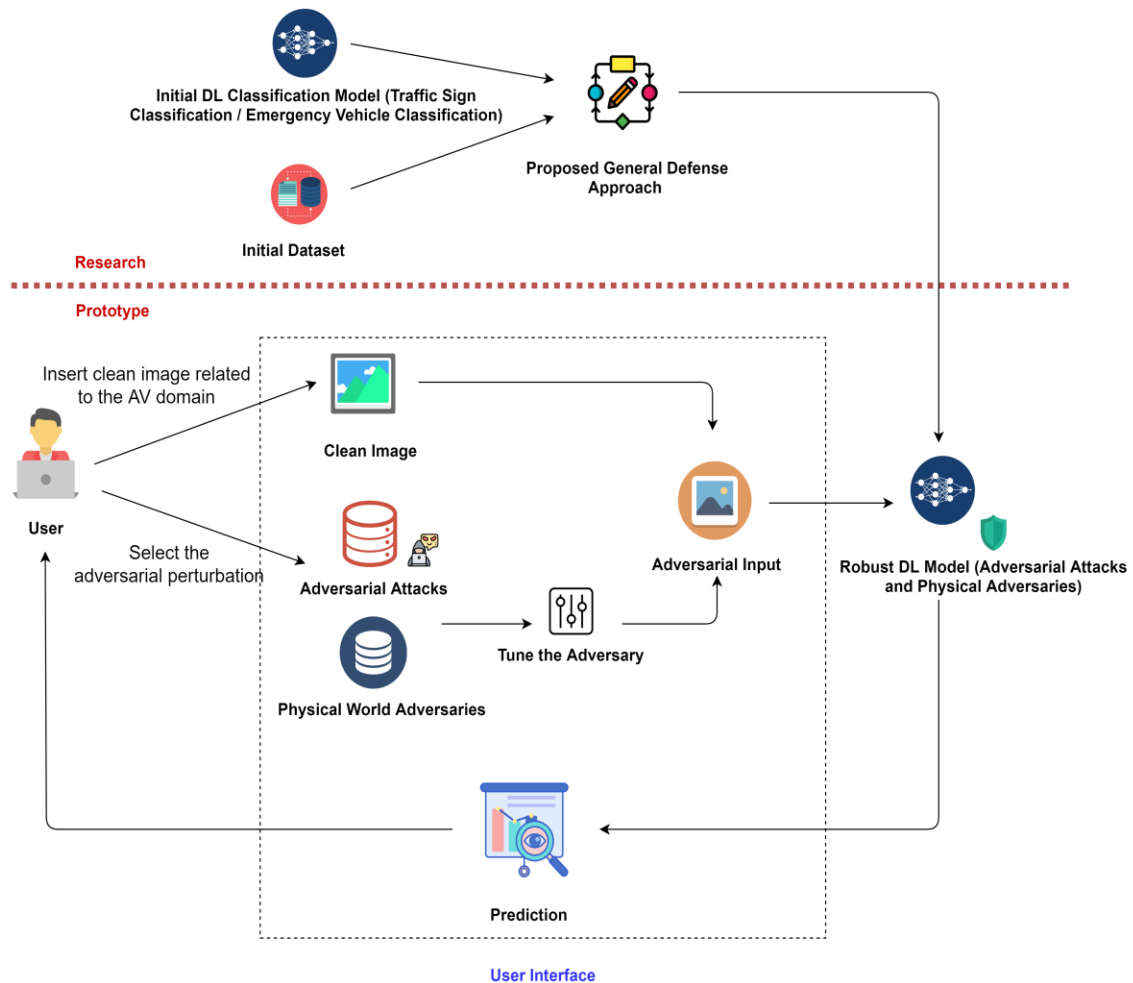 Initial DL Classification Model (Traffic Sign
Classification / Emergency Vehicle Classification)
Proposed General Defense
Approach
Initial Dataset
Research
Prototype
Insert clean image related
to the AV domain
Clean Image
User
Select the
adversarial perturbation
Adversarial Attacks
Adversarial Input
Robust DL Model (Adversarial Attacks
and Physical Adversaries)
Tune the Adversary
Physical World Adversaries
Prediction
User Interface